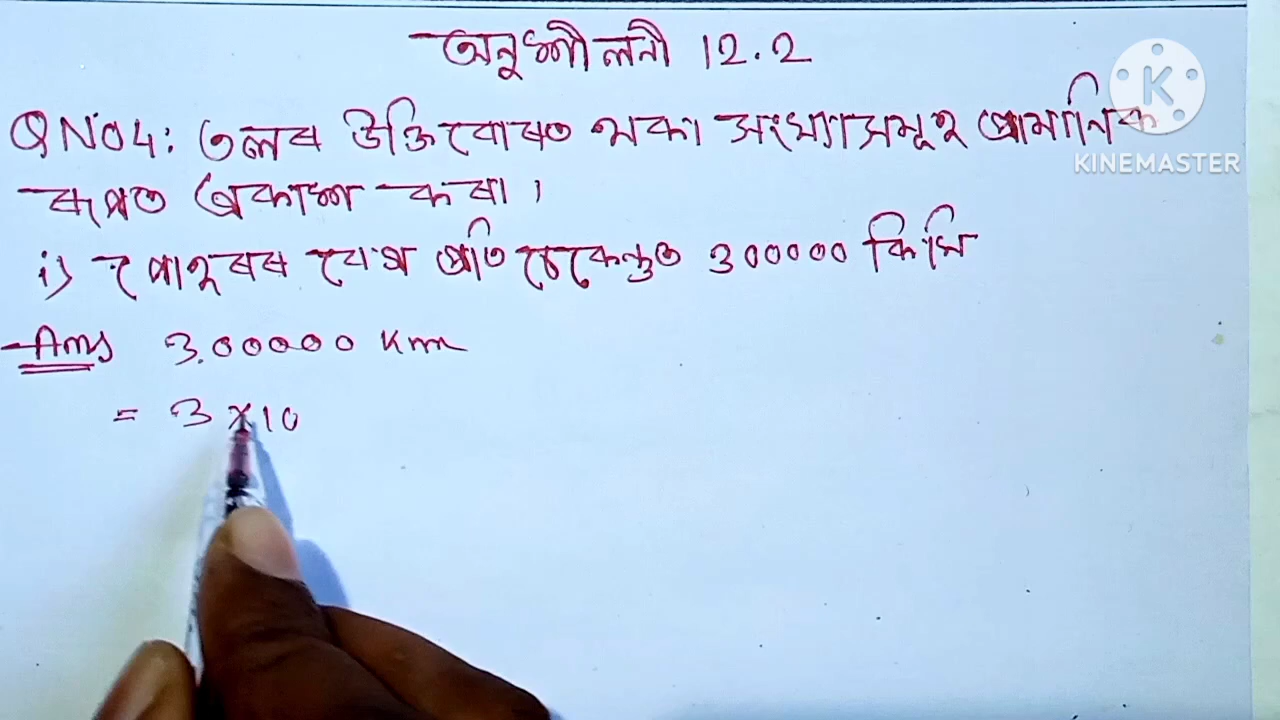 অনুশীলনী 12.2
Q NO 4: তলৰ উক্তিবোৰত থকা সংখ্যাসমূহ প্ৰামানিক
ৰূপত প্ৰকাশ কৰা।
i) পোহৰৰ বেগ প্ৰতি চেকেণ্ডত 300000 কিমি
Ans 3.00000 Km
= 3 × 10
KINEMASTER